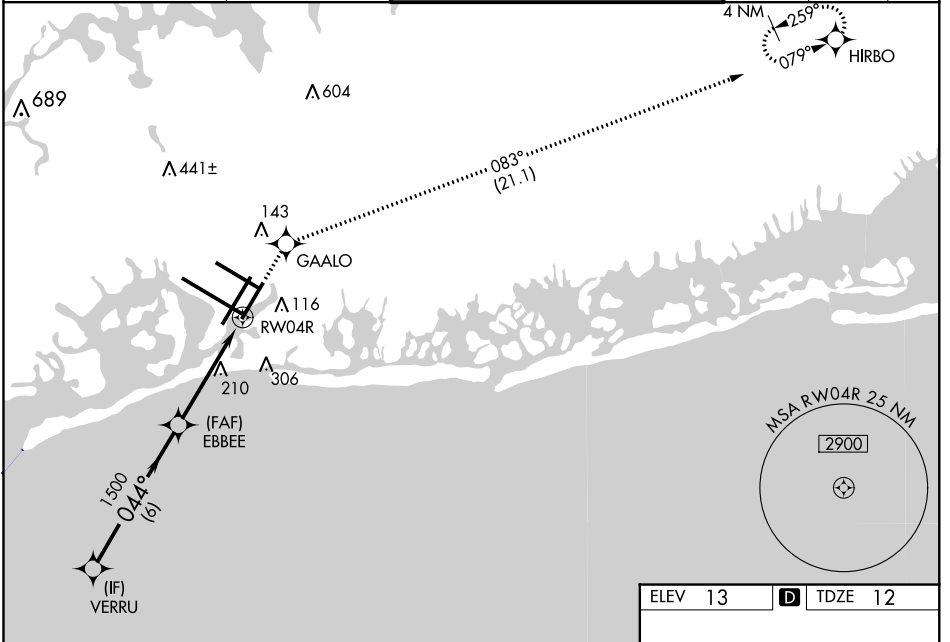 4 NM
259°
079°
HIRBO
689
604
441±
083°
(21.1)
143
GAALO
116
RW04R
210
306
(FAF)
EBBEE
1500
044°
(6)
(IF)
VERRU
MSA RW04R 25 NM
2900
ELEV 13 D TDZE 12